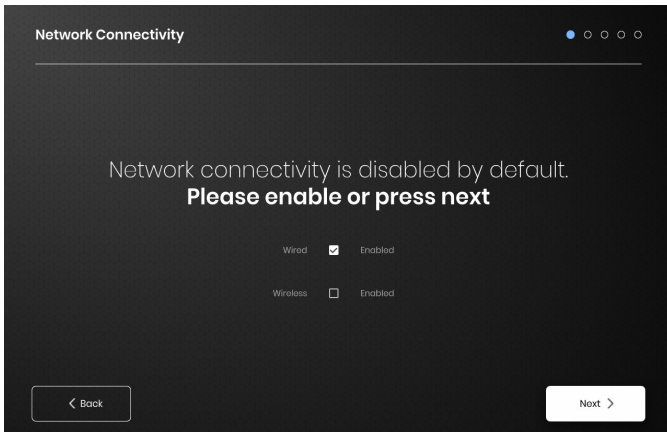 Network Connectivity
Network connectivity is disabled by default.
Please enable or press next
Wired Enabled
Wireless Enabled
Back Next